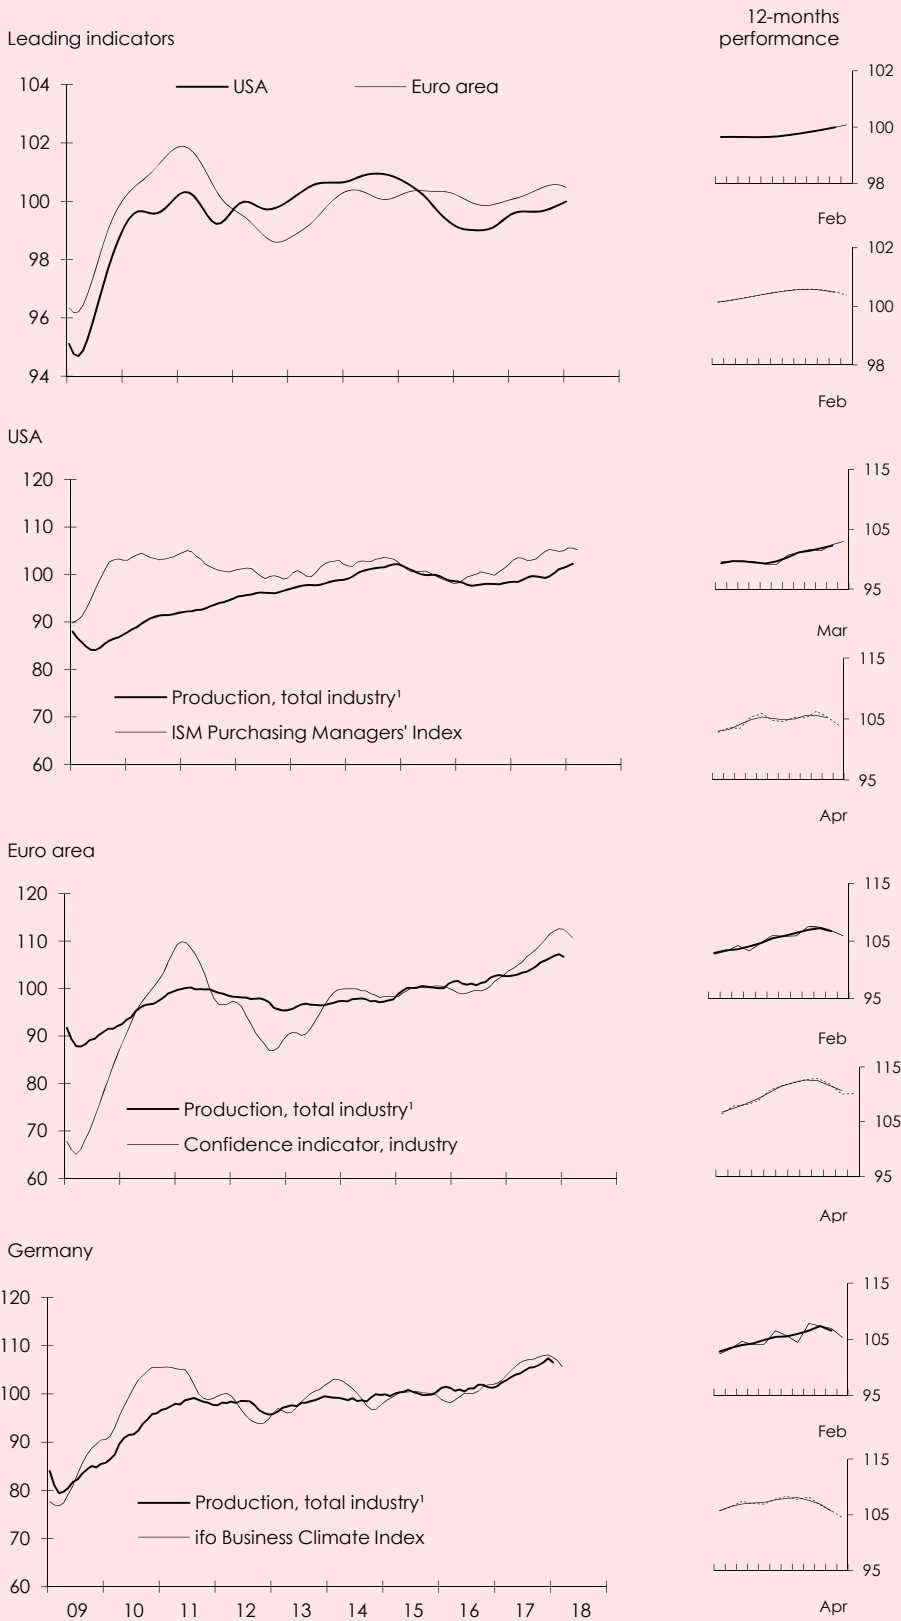 12-months
performance
Leading indicators
USA
Euro area
104
102
100
98
96
94
102
100
98
Feb
102
100
98
Feb
USA
120
110
100
90
80
70
60
Production, total industry¹
ISM Purchasing Managers' Index
115
105
95
Mar
115
105
95
Apr
Euro area
120
110
100
90
80
70
60
Production, total industry¹
Confidence indicator, industry
115
105
95
Feb
115
105
95
Apr
Germany
120
110
100
90
80
70
60
Production, total industry¹
ifo Business Climate Index
09 10 11 12 13 14 15 16 17 18
115
105
95
Feb
115
105
95
Apr